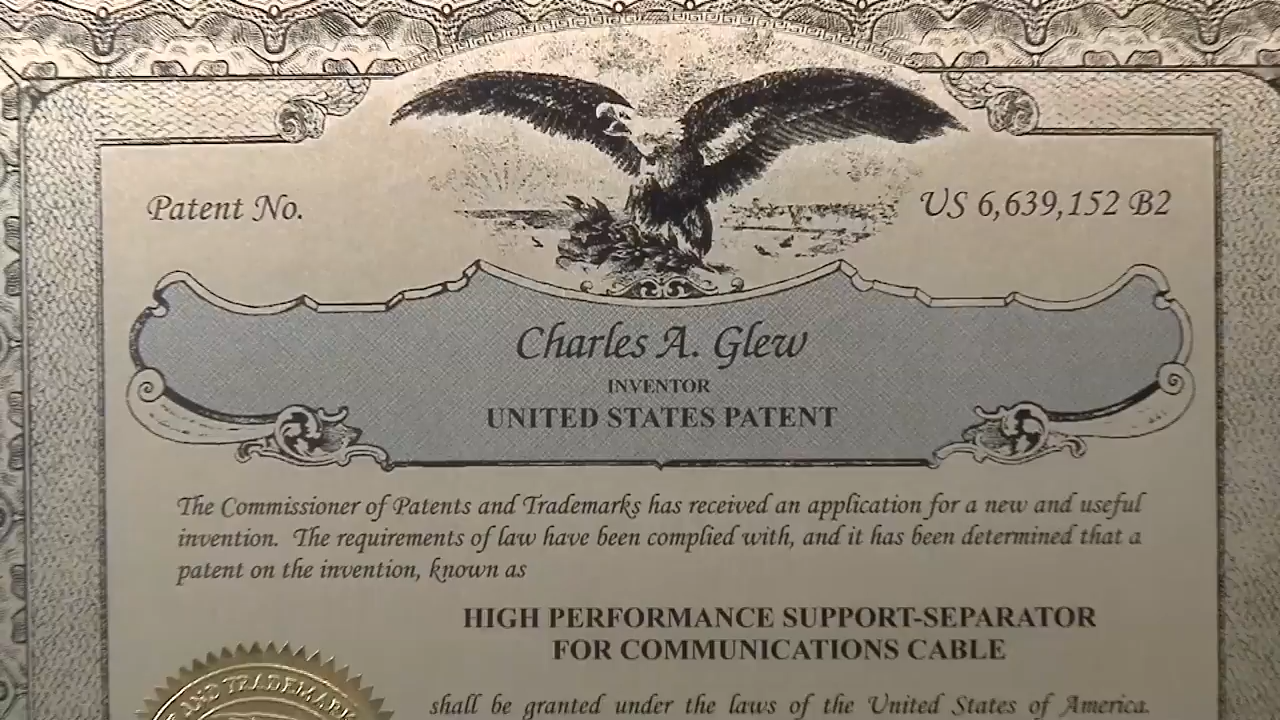 Patent No.
US 6,639,152 B2
Charles A. Glew
INVENTOR
UNITED STATES PATENT
The Commissioner of Patents and Trademarks has received an application for a new and useful
invention. The requirements of law have been complied with, and it has been determined that a
patent on the invention, known as
HIGH PERFORMANCE SUPPORT-SEPARATOR
FOR COMMUNICATIONS CABLE
AND TRADEMARK
shall be granted under the laws of the United States of America.